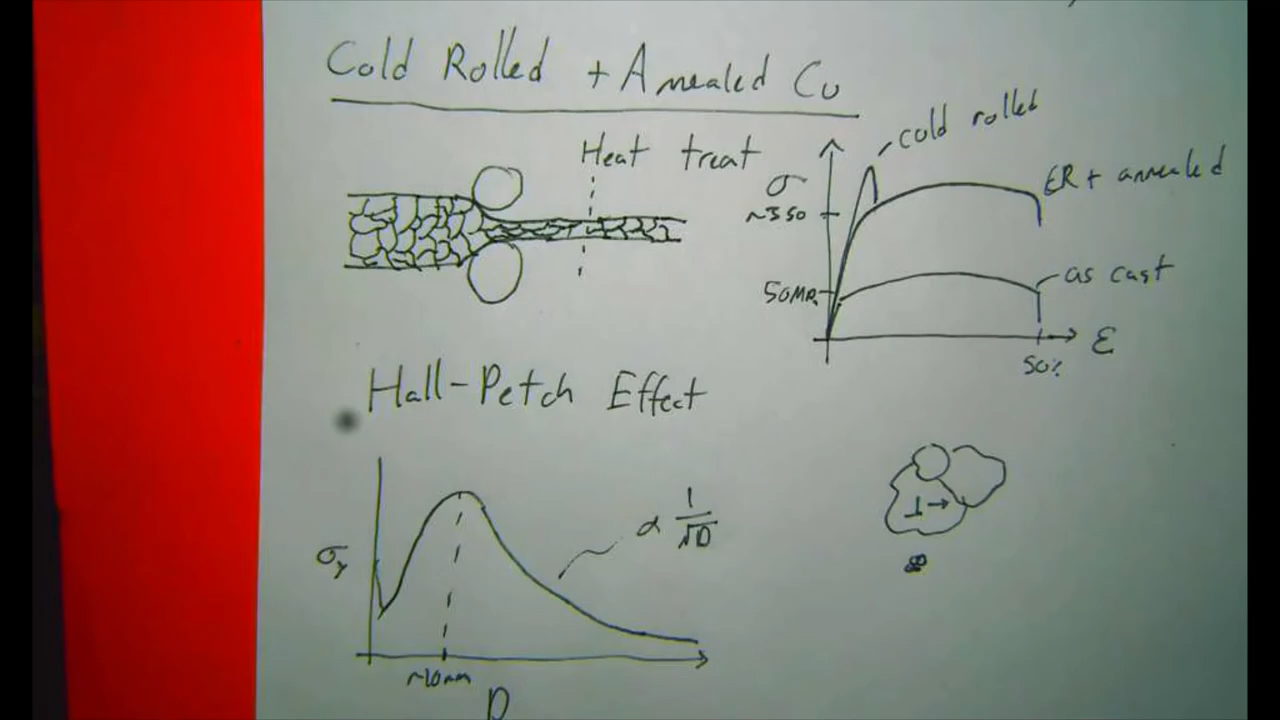 Cold Rolled + Annealed Cu
Heat treat
cold rolled
σ
~350
CR + annealed
50MPa
as cast
ε
50%
Hall-Petch Effect
σy
∝ 1/√D
⊥→
~10nm
D